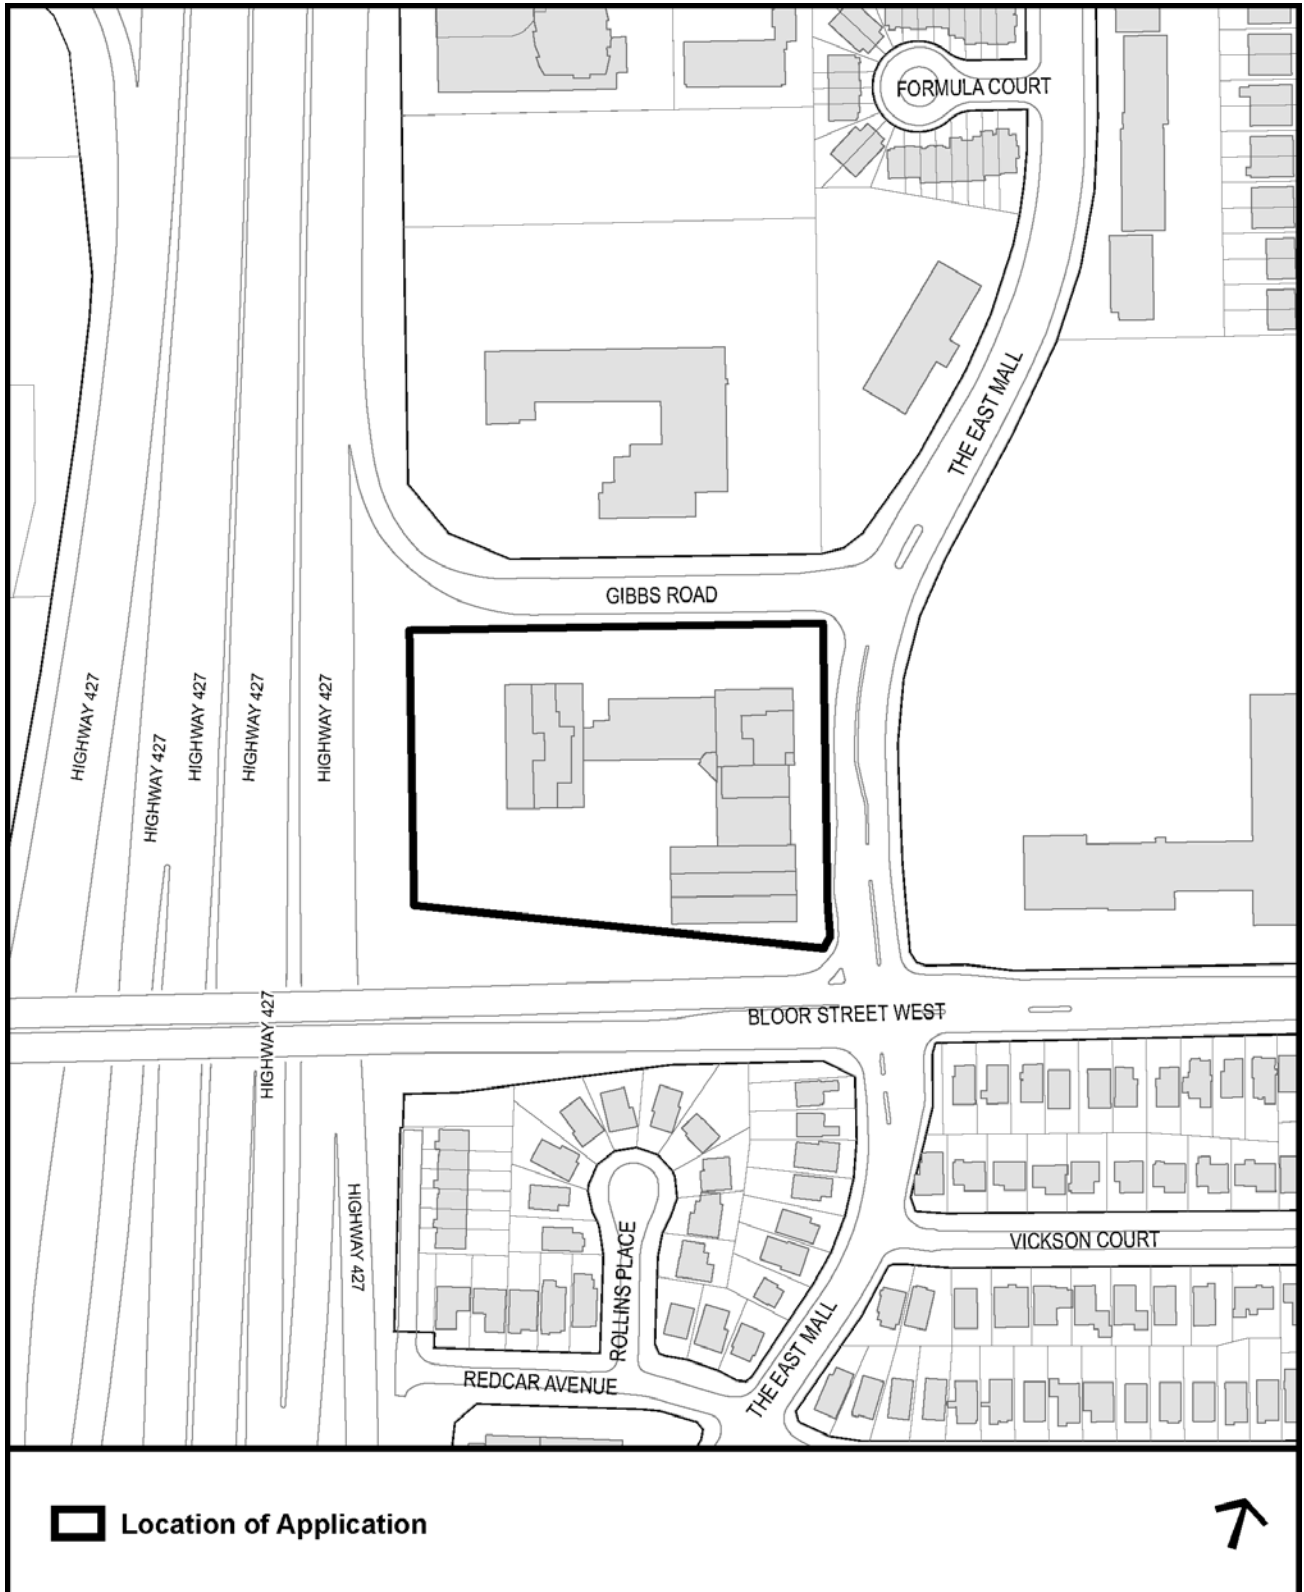 FORMULA COURT
THE EAST MALL
GIBBS ROAD
HIGHWAY 427
HIGHWAY 427
HIGHWAY 427
HIGHWAY 427
HIGHWAY 427
HIGHWAY 427
BLOOR STREET WEST
HIGHWAY 427
ROLLINS PLACE
VICKSON COURT
THE EAST MALL
REDCAR AVENUE
Location of Application